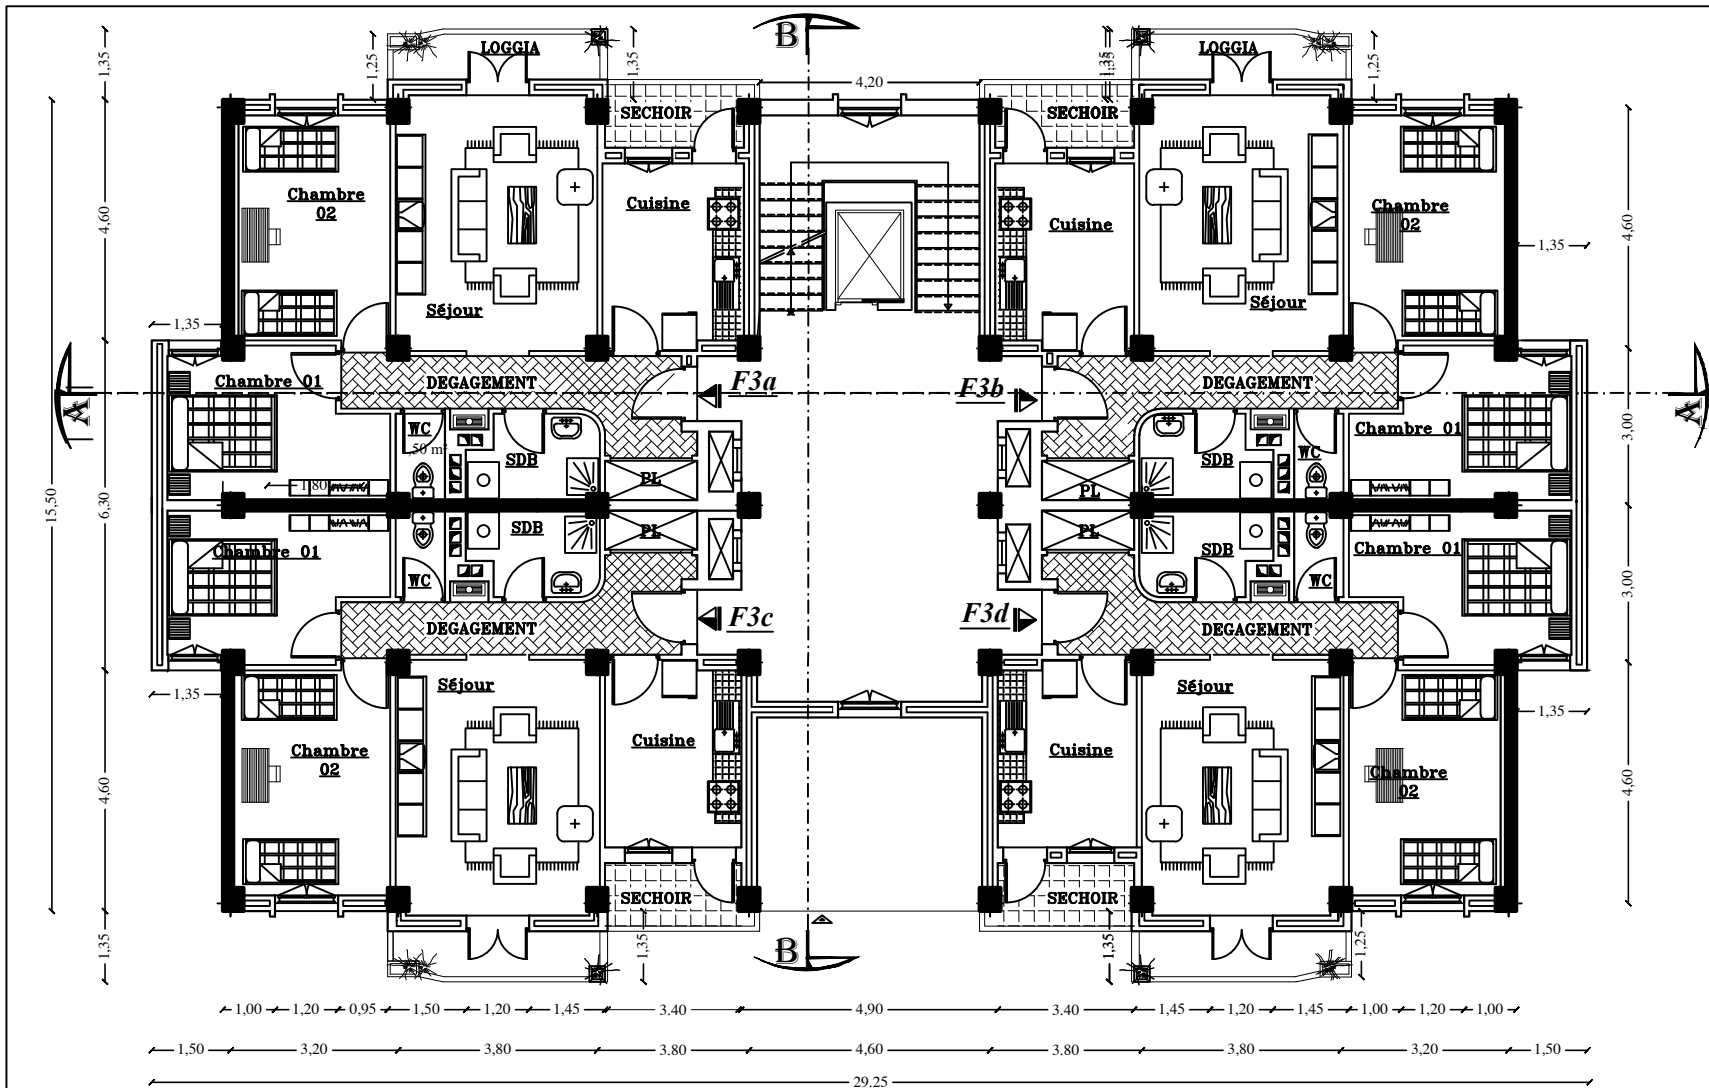 B
LOGGIA
LOGGIA
1,35
1,25
1,35
1,35
1,25
4,20
SECHOIR
SECHOIR
Chambre
02
Cuisine
Cuisine
Chambre
02
4,60
4,60
1,35
Séjour
Séjour
1,35
A
Chambre 01
DEGAGEMENT
F3a
F3b
DEGAGEMENT
A
WC
,50 m²
SDB
PL
PL
SDB
WC
Chambre 01
3,00
1,80
15,50
6,30
Chambre 01
SDB
PL
PL
SDB
Chambre 01
WC
WC
3,00
DEGAGEMENT
F3c
F3d
DEGAGEMENT
1,35
Séjour
Séjour
1,35
Chambre
02
Cuisine
Cuisine
Chambre
02
4,60
4,60
SECHOIR
SECHOIR
1,35
1,35
B
1,35
1,25
1,00 1,20 0,95 1,50 1,20 1,45 3.40 4,90 3.40 1,45 1,20 1,45 1,00 1,20 1,00
1,50 3,20 3,80 3.80 4,60 3.80 3,80 3,20 1,50
29,25